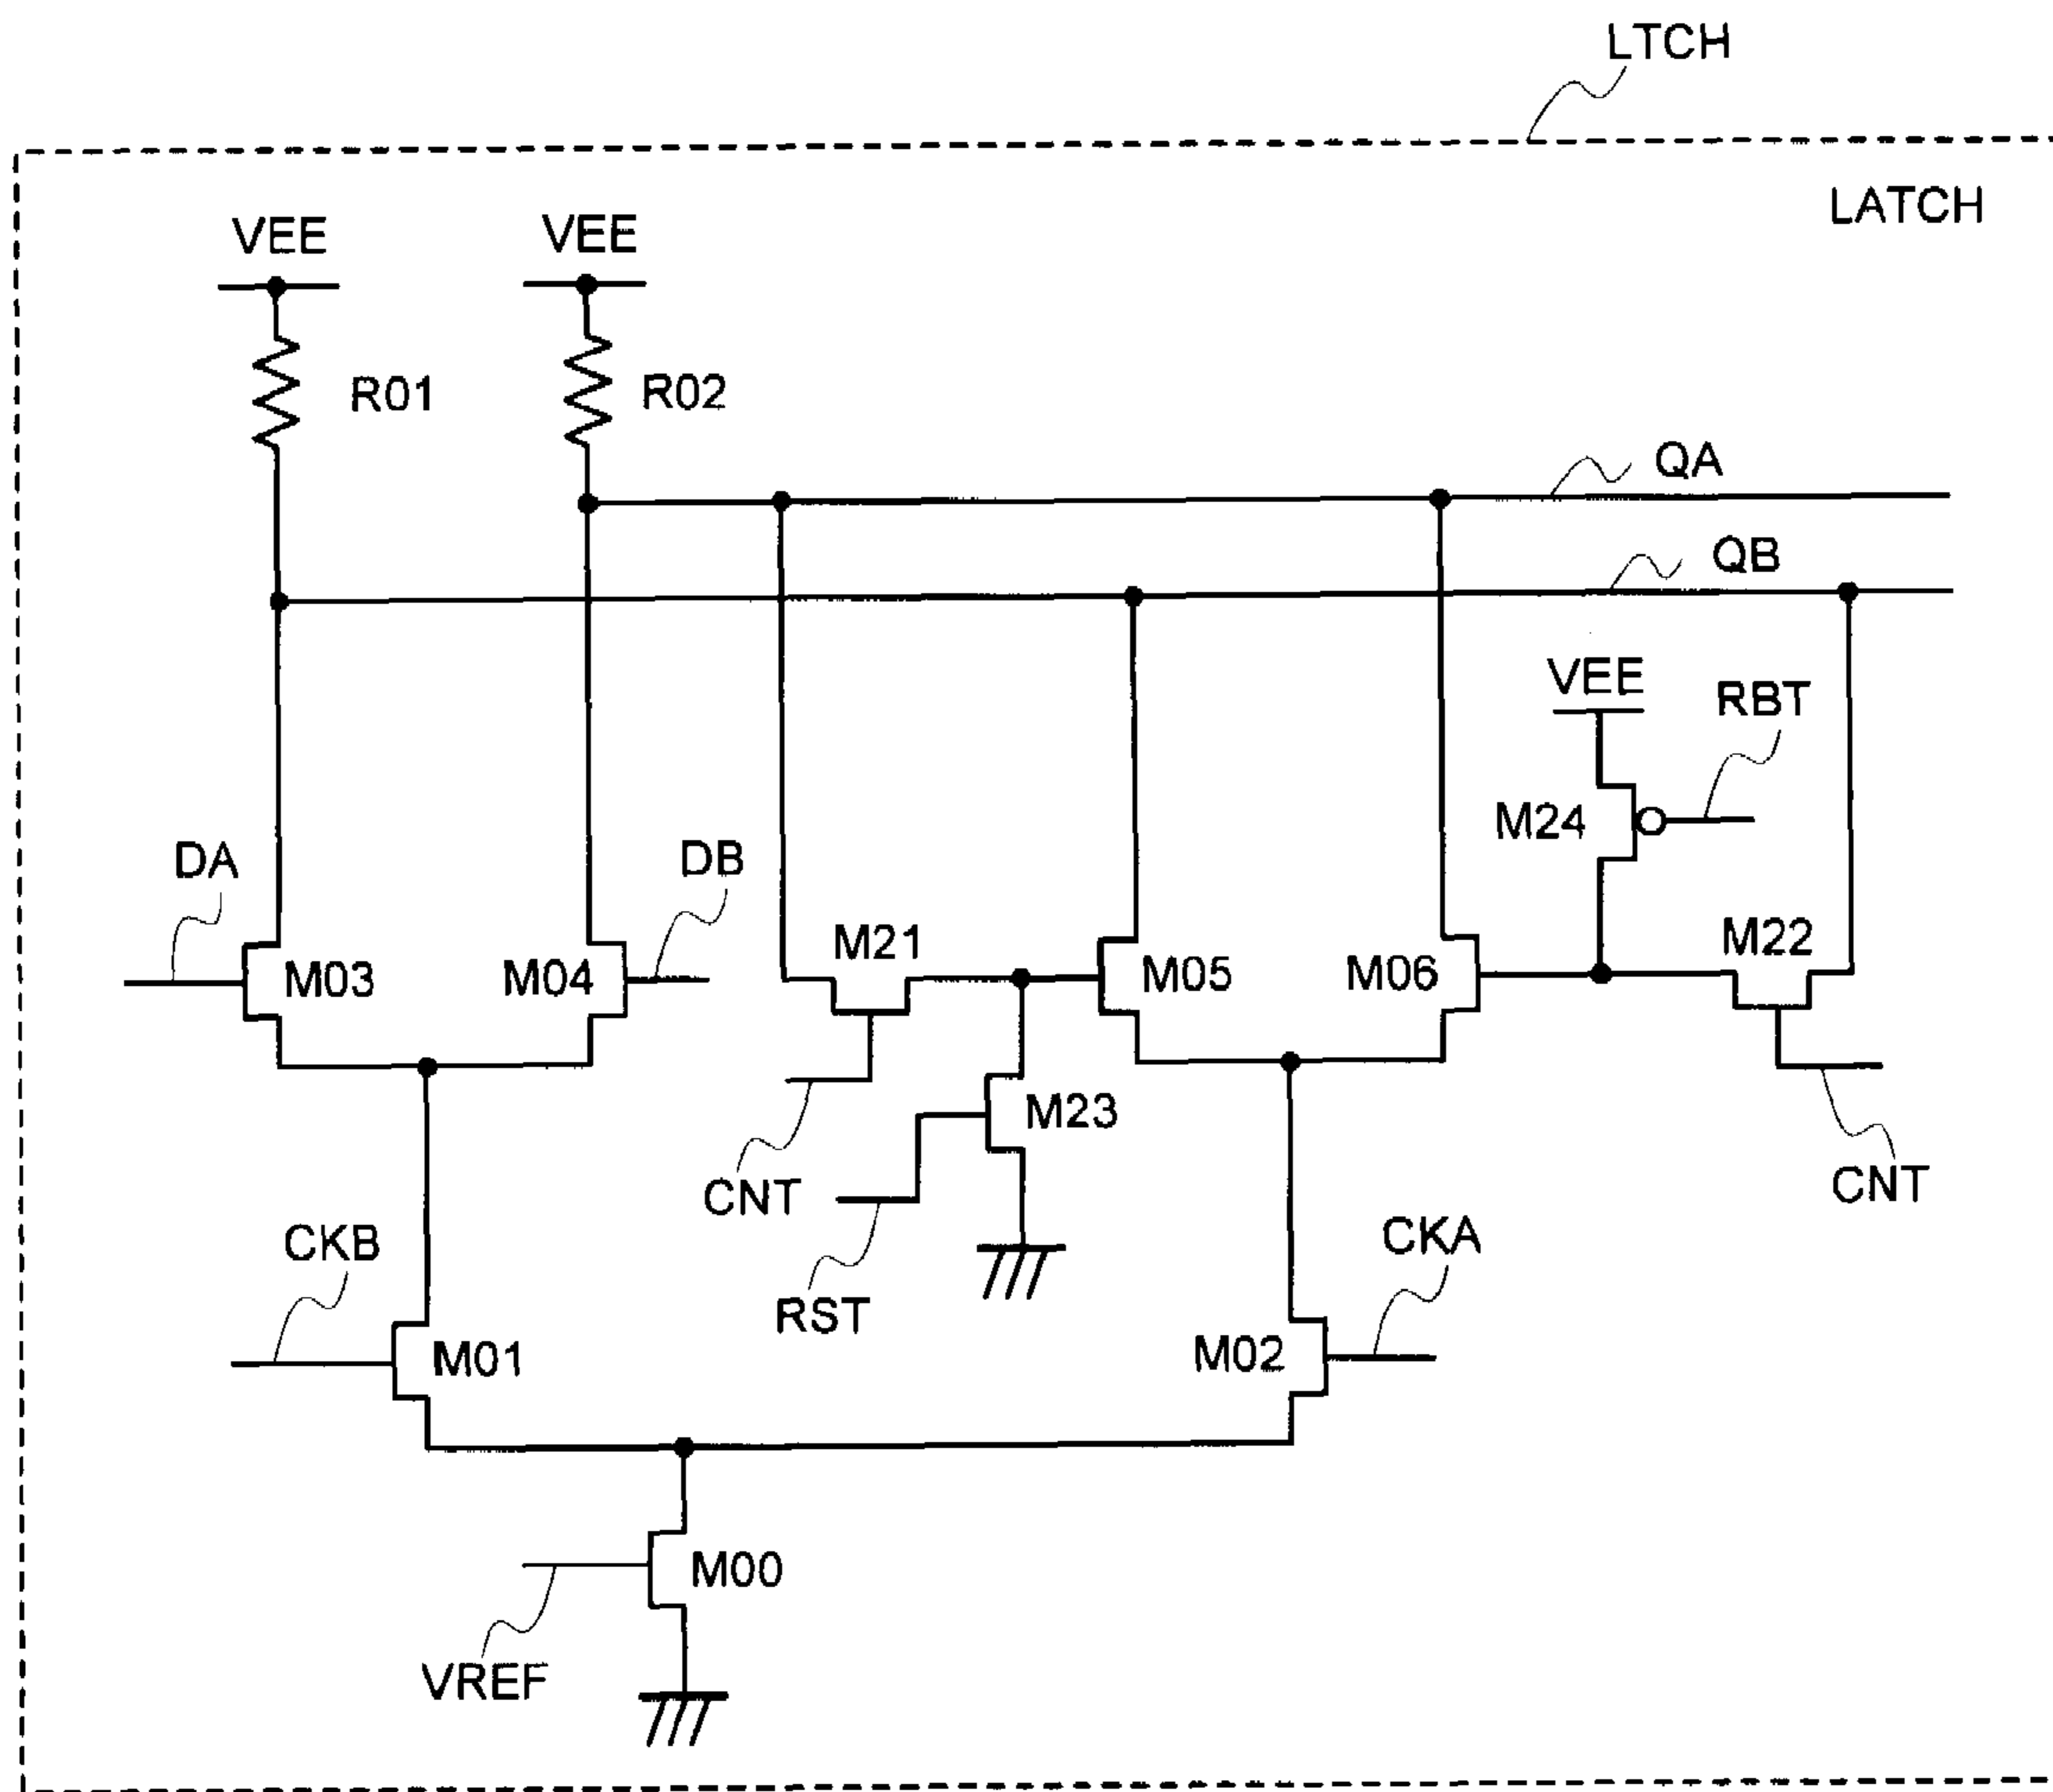 LTCH
LATCH
VEE
VEE
R01
R02
QA
QB
VEE
RBT
M24
DA
DB
M21
M22
M03
M04
M05
M06
M23
CNT
CNT
CKB
CKA
RST
M01
M02
M00
VREF